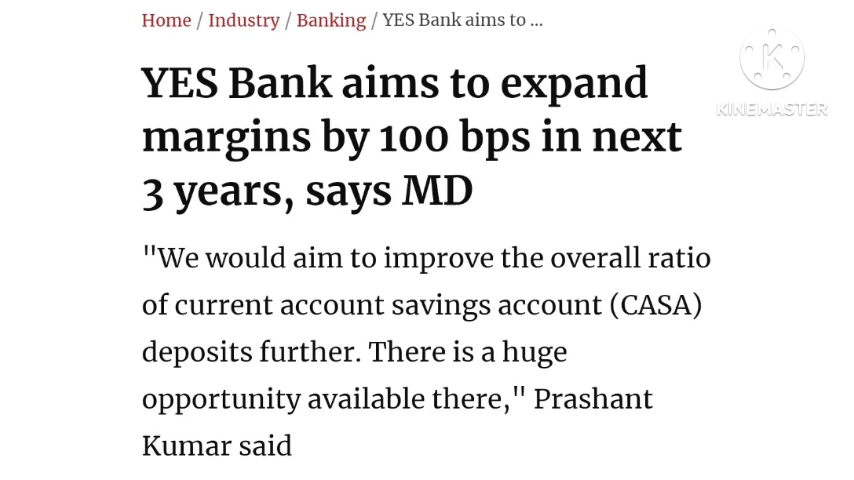 Home / Industry / Banking / YES Bank aims to ...
YES Bank aims to expand
margins by 100 bps in next
3 years, says MD
"We would aim to improve the overall ratio
of current account savings account (CASA)
deposits further. There is a huge
opportunity available there," Prashant
Kumar said
K
KINEMASTER